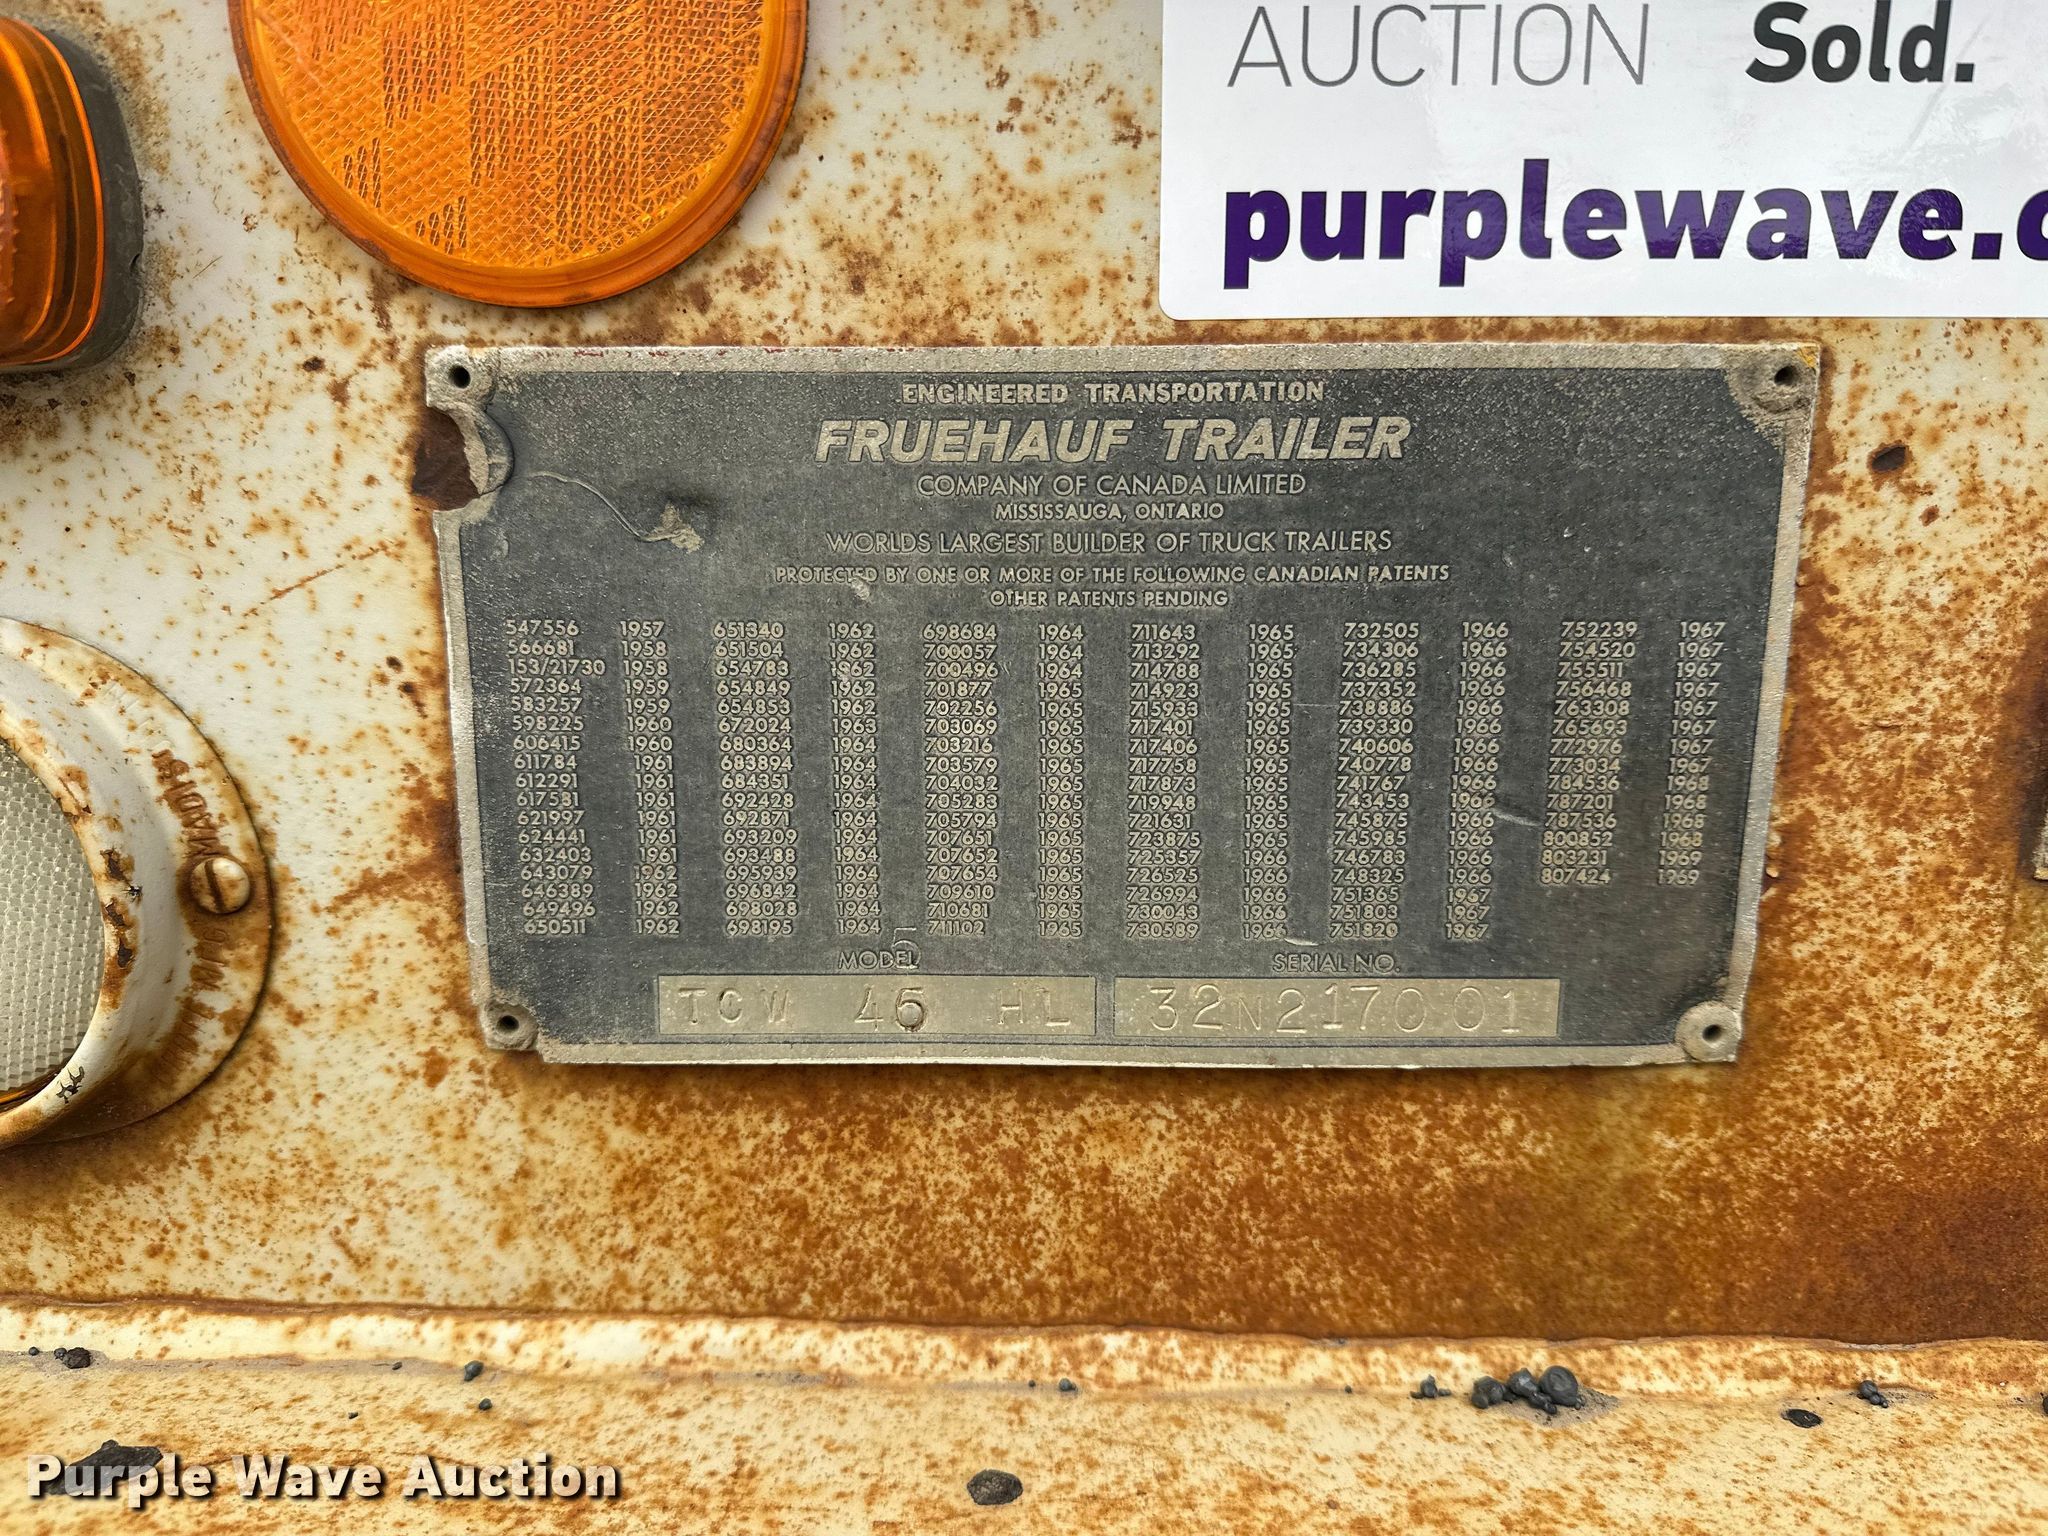 AUCTION Sold.
purplewave.c
ENGINEERED TRANSPORTATION
FRUEHAUF TRAILER
COMPANY OF CANADA LIMITED
MISSISSAUGA, ONTARIO
WORLDS LARGEST BUILDER OF TRUCK TRAILERS
PROTECTED BY ONE OR MORE OF THE FOLLOWING CANADIAN PATENTS
OTHER PATENTS PENDING
547556 1957 651340 1962 698684 1964 711643 1965 732505 1966 752239 1967
566681 1958 651504 1962 700057 1964 713292 1965 734306 1966 754520 1967
153/21730 1958 654783 1962 700496 1964 714788 1965 736285 1966 755511 1967
572364 1959 654849 1962 701877 1965 714923 1965 737352 1966 756468 1967
583257 1959 654853 1962 702256 1965 715933 1965 738886 1966 763308 1967
598225 1960 672024 1963 703069 1965 717401 1965 739330 1966 765693 1967
606415 1960 680364 1964 703216 1965 717406 1965 740606 1966 772976 1967
611784 1961 683894 1964 703579 1965 717758 1965 740778 1966 773034 1967
612291 1961 684351 1964 704032 1965 717873 1965 741767 1966 784536 1968
617581 1961 692428 1964 705283 1965 719948 1965 743453 1966 787201 1968
621997 1961 692871 1964 705794 1965 721631 1965 745875 1966 787536 1968
624441 1961 693209 1964 707651 1965 723875 1965 745985 1966 800852 1968
632403 1961 693488 1964 707652 1965 725357 1966 746783 1966 803231 1969
643079 1962 695939 1964 707654 1965 726525 1966 748325 1966 807424 1969
646389 1962 696842 1964 709610 1965 726994 1966 751365 1967
649496 1962 698028 1964 710681 1965 730043 1966 751803 1967
650511 1962 698195 1964 711102 1965 730589 1966 751820 1967
MODEL SERIAL NO.
TCW 45 HL 32N2170 01
Purple Wave Auction